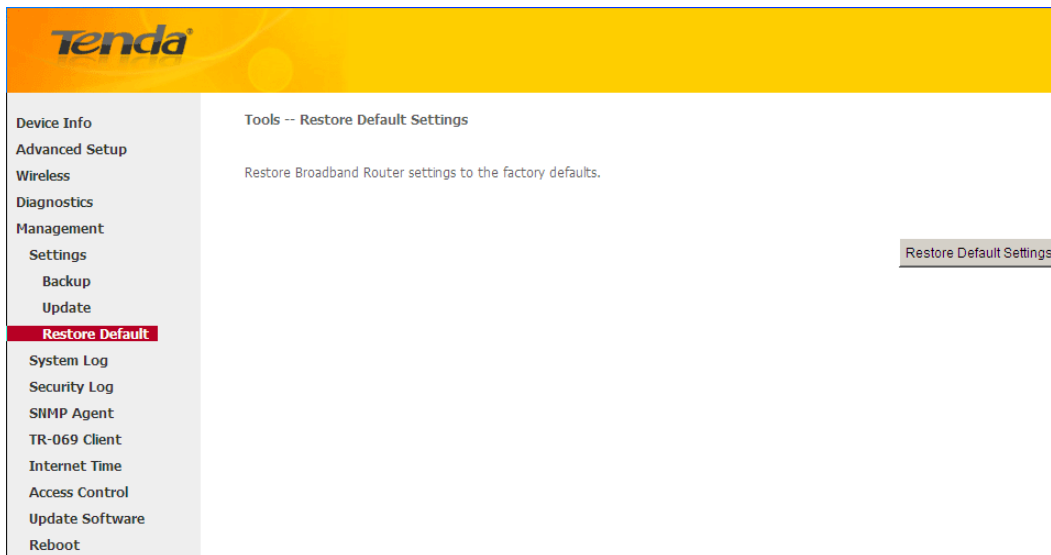 Tenda®
Device Info
Advanced Setup
Wireless
Diagnostics
Management
Settings
Backup
Update
Restore Default
System Log
Security Log
SNMP Agent
TR-069 Client
Internet Time
Access Control
Update Software
Reboot
Tools -- Restore Default Settings
Restore Broadband Router settings to the factory defaults.
Restore Default Settings